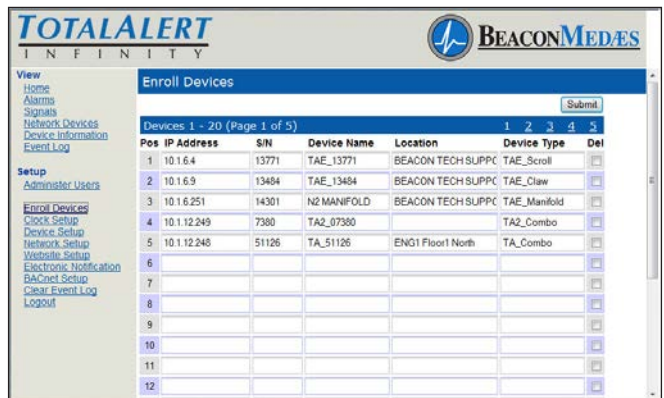 TOTALALERT
INFINITY
BEACONMEDÆS
View
Home
Alarms
Signals
Network Devices
Device Information
Event Log
Setup
Administer Users
Enroll Devices
Clock Setup
Device Setup
Network Setup
Website Setup
Electronic Notification
BACnet Setup
Clear Event Log
Logout
Enroll Devices
Submit
Devices 1 - 20 (Page 1 of 5) 1 2 3 4 5
Pos IP Address S/N Device Name Location Device Type Del
1 10.1.6.4 13771 TAE_13771 BEACON TECH SUPPC TAE_Scroll
2 10.1.6.9 13484 TAE_13484 BEACON TECH SUPPC TAE_Claw
3 10.1.6.251 14301 N2 MANIFOLD BEACON TECH SUPPC TAE_Manifold
4 10.1.12.249 7380 TA2_07380 TA2_Combo
5 10.1.12.248 51126 TA_51126 ENG1 Floor1 North TA_Combo
6
7
8
9
10
11
12